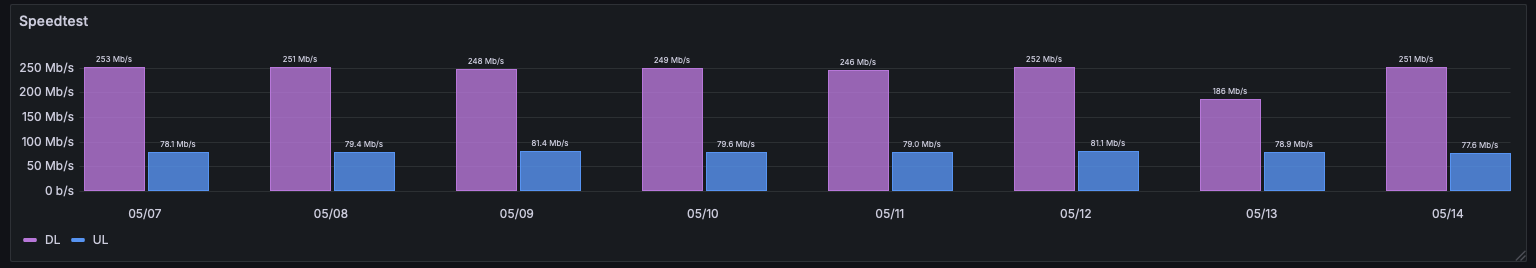 Speedtest
253 Mb/s 251 Mb/s 248 Mb/s 249 Mb/s 246 Mb/s 252 Mb/s 186 Mb/s 251 Mb/s
78.1 Mb/s 79.4 Mb/s 81.4 Mb/s 79.6 Mb/s 79.0 Mb/s 81.1 Mb/s 78.9 Mb/s 77.6 Mb/s
250 Mb/s
200 Mb/s
150 Mb/s
100 Mb/s
50 Mb/s
0 b/s
05/07 05/08 05/09 05/10 05/11 05/12 05/13 05/14
DL UL